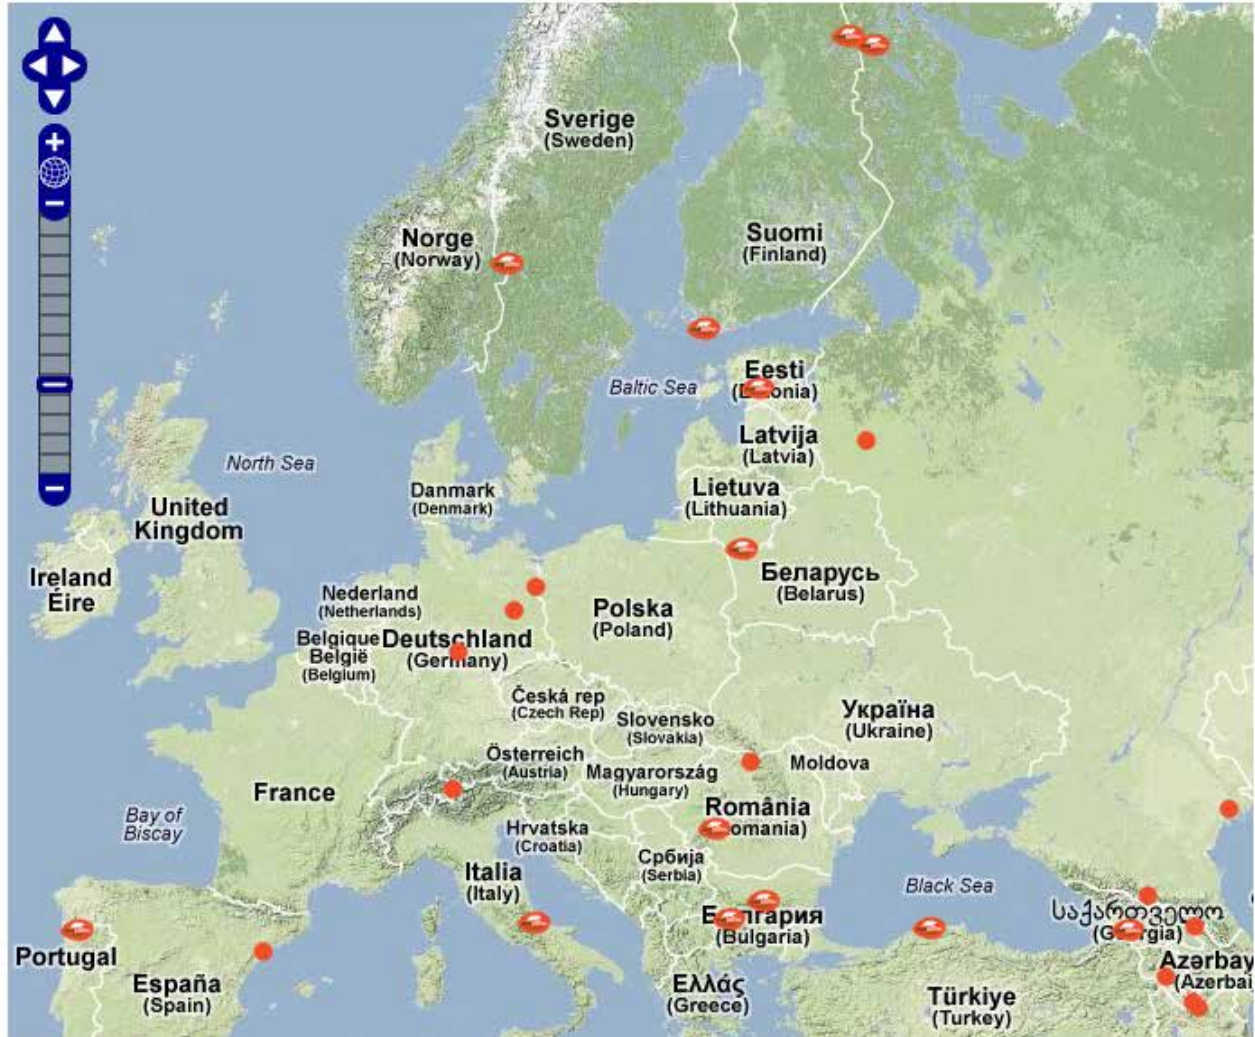 Sverige
(Sweden)
Norge
(Norway)
Suomi
(Finland)
Baltic Sea
Eesti
Latvija
(Latvia)
North Sea
Danmark
(Denmark)
Lietuva
(Lithuania)
United
Kingdom
Ireland
Éire
Беларусь
(Belarus)
Nederland
(Netherlands)
Polska
(Poland)
Belgique
België
(Belgium)
Deutschland
(Germany)
Česká rep
(Czech Rep)
Slovensko
(Slovakia)
Україна
(Ukraine)
Österreich
(Austria)
Magyarország
(Hungary)
Moldova
France
Bay of
Biscay
România
omania)
Hrvatska
(Croatia)
Србија
(Serbia)
Italia
(Italy)
Black Sea
(Bulgaria)
საქართველო
Portugal
España
(Spain)
Ελλάς
(Greece)
Türkiye
(Turkey)
Azərbay
(Azerbai